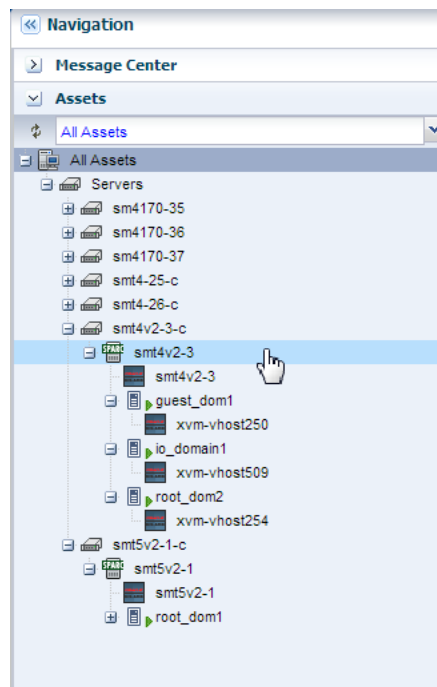 Navigation
Message Center
Assets
All Assets
All Assets
Servers
sm4170-35
sm4170-36
sm4170-37
smt4-25-c
smt4-26-c
smt4v2-3-c
SPARC smt4v2-3
smt4v2-3
guest_dom1
xvm-vhost250
io_domain1
xvm-vhost509
root_dom2
xvm-vhost254
smt5v2-1-c
SPARC smt5v2-1
smt5v2-1
root_dom1